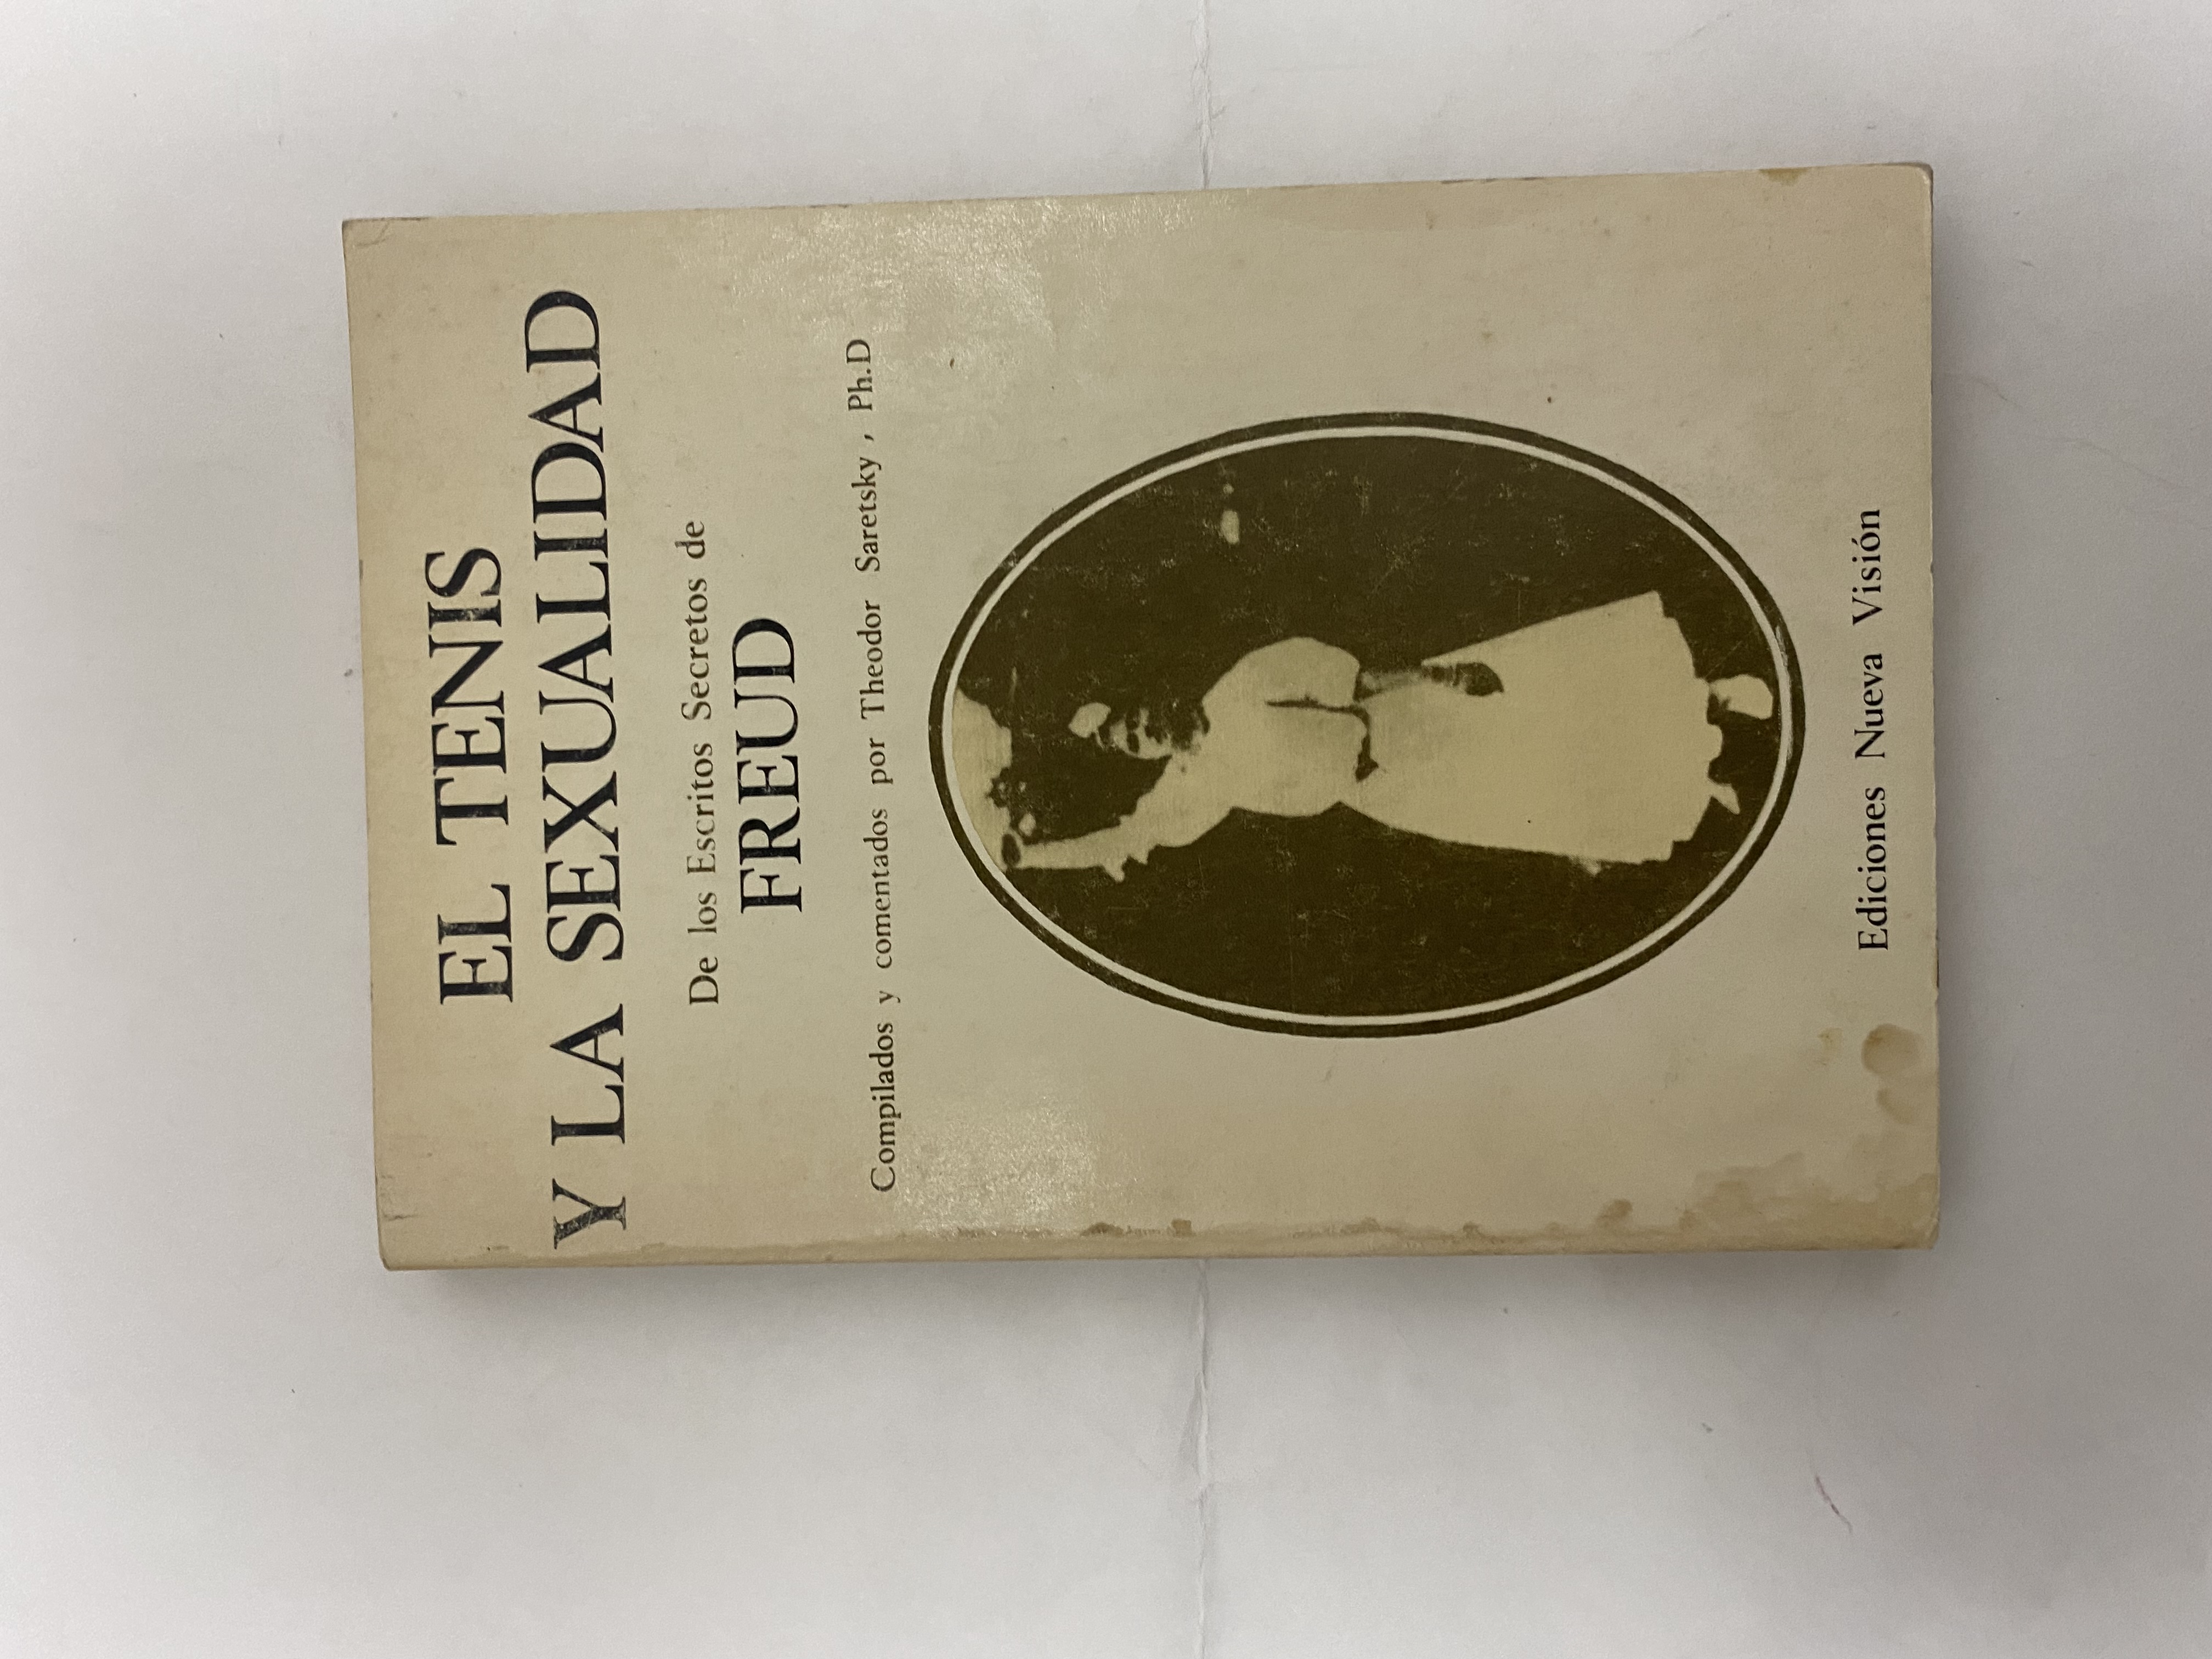 EL TENIS
Y LA SEXUALIDAD
De los Escritos Secretos de
FREUD
Compilados y comentados por Theodor Saretsky, Ph.D
Ediciones Nueva Visión